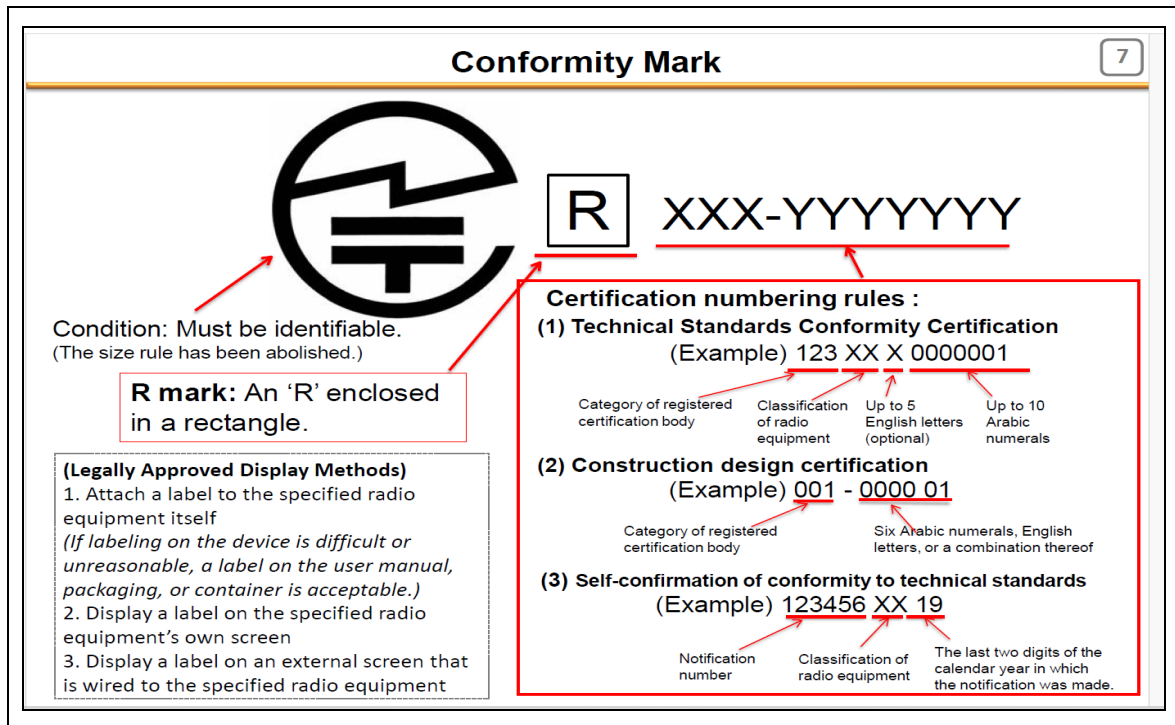 Conformity Mark
7
R
XXX-YYYYYYY
Condition: Must be identifiable.
(The size rule has been abolished.)
R mark: An ‘R’ enclosed
in a rectangle.
(Legally Approved Display Methods)
1. Attach a label to the specified radio
equipment itself
(If labeling on the device is difficult or
unreasonable, a label on the user manual,
packaging, or container is acceptable.)
2. Display a label on the specified radio
equipment’s own screen
3. Display a label on an external screen that
is wired to the specified radio equipment
Certification numbering rules :
(1) Technical Standards Conformity Certification
(Example) 123 XX X 0000001
Category of registered
certification body
Classification
of radio
equipment
Up to 5
English letters
(optional)
Up to 10
Arabic
numerals
(2) Construction design certification
(Example) 001 - 0000 01
Category of registered
certification body
Six Arabic numerals, English
letters, or a combination thereof
(3) Self-confirmation of conformity to technical standards
(Example) 123456 XX 19
Notification
number
Classification of
radio equipment
The last two digits of the
calendar year in which
the notification was made.